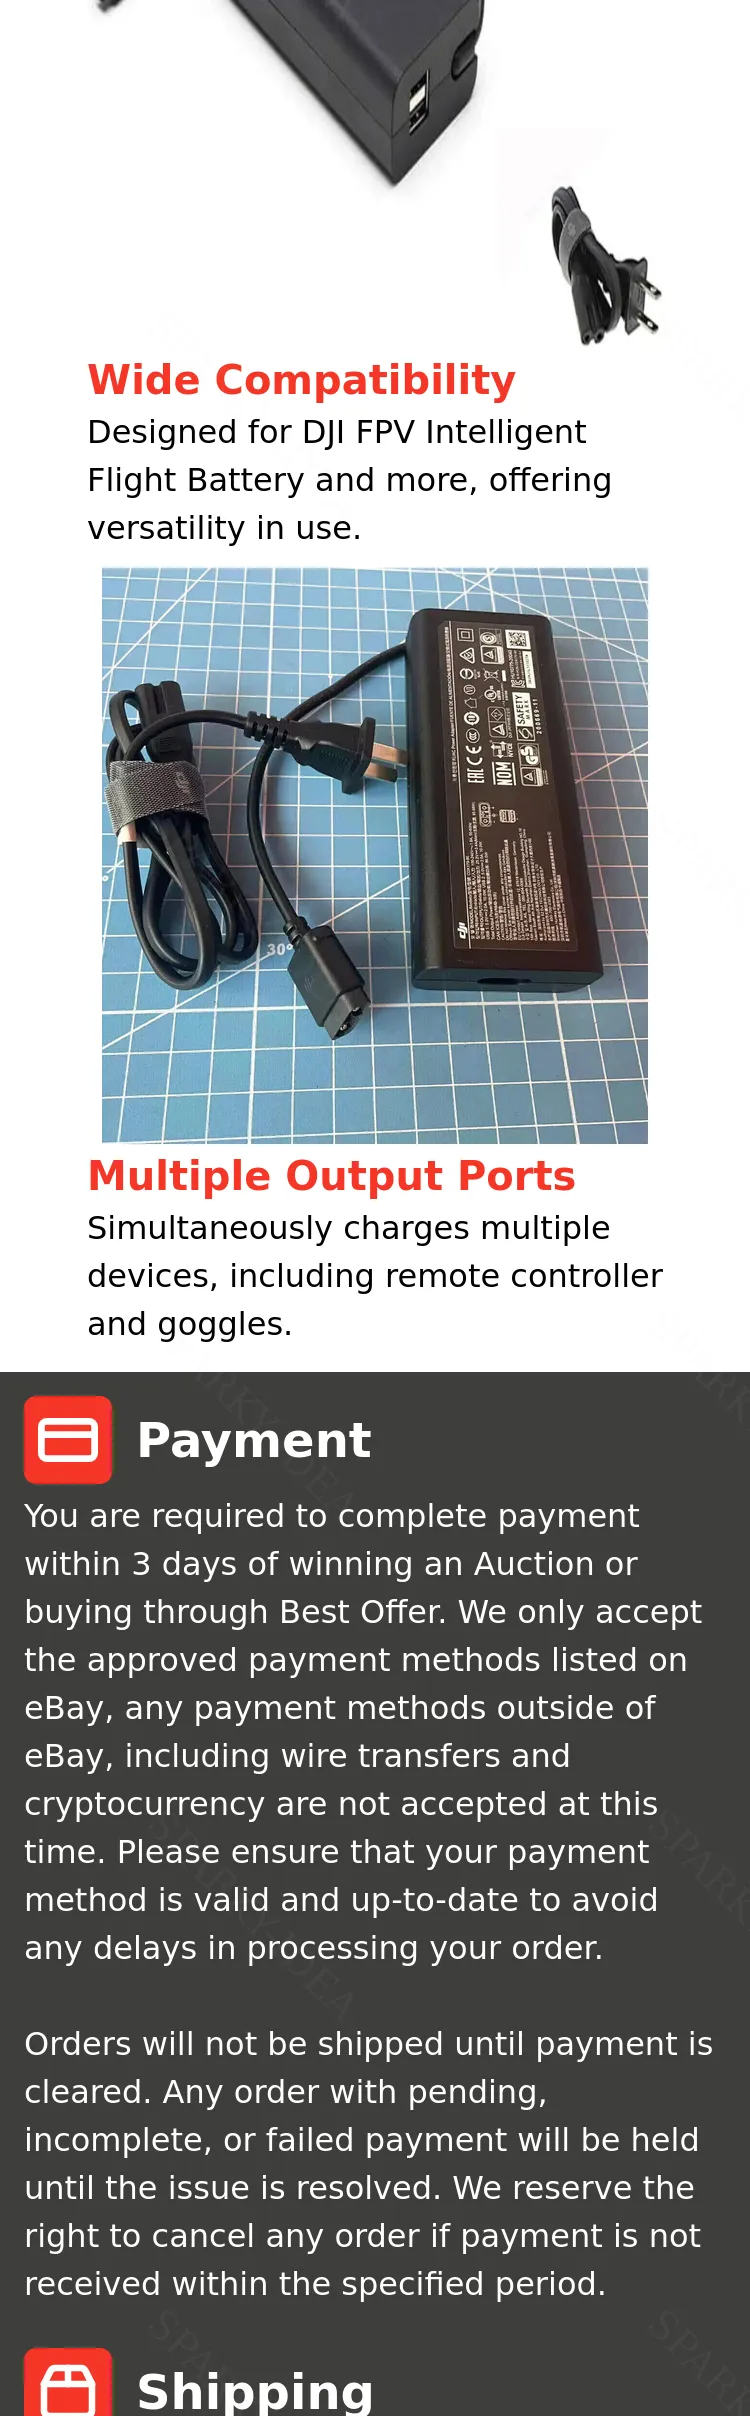 Wide Compatibility
Designed for DJI FPV Intelligent
Flight Battery and more, offering
versatility in use.
EAC
NOM
NYCE
SAFETY
MARK
dji
30°
Multiple Output Ports
Simultaneously charges multiple
devices, including remote controller
and goggles.
Payment
You are required to complete payment
within 3 days of winning an Auction or
buying through Best Offer. We only accept
the approved payment methods listed on
eBay, any payment methods outside of
eBay, including wire transfers and
cryptocurrency are not accepted at this
time. Please ensure that your payment
method is valid and up-to-date to avoid
any delays in processing your order.
Orders will not be shipped until payment is
cleared. Any order with pending,
incomplete, or failed payment will be held
until the issue is resolved. We reserve the
right to cancel any order if payment is not
received within the specified period.
Shipping